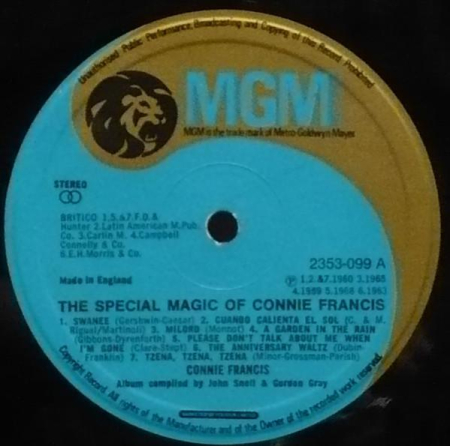 Unauthorised Public Performance, Broadcasting and Copying of this Record Prohibited
MGM
MGM is the trade mark of Metro-Goldwyn-Mayer
STEREO
BRITICO 1,5,&7.F.D.&
Hunter 2.Latin American M.Pub.
Co. 3.Carlin M. 4.Campbell
Connelly & Co.
6.E.H.Morris & Co.
2353-099 A
Made in England
℗ 1,2,&7.1960 3.1965
4.1959 5.1968 6.1961
THE SPECIAL MAGIC OF CONNIE FRANCIS
1. SWANEE (Gershwin-Caesar) 2. CUANDO CALIENTA EL SOL (C. & M.
Riguel/Martinoli) 3. MILORD (Monnot) 4. A GARDEN IN THE RAIN
(Gibbons-Dyrenforth) 5. PLEASE DON'T TALK ABOUT ME WHEN
I'M GONE (Clare-Stept) 6. THE ANNIVERSARY WALTZ (Dubin-
Franklin) 7. TZENA, TZENA, TZENA (Minor-Grossman-Parish)
CONNIE FRANCIS
Album compiled by John Snell & Gordon Gray
Copyright Record All rights of the Manufacturer and of the Owner of the recorded work reserved